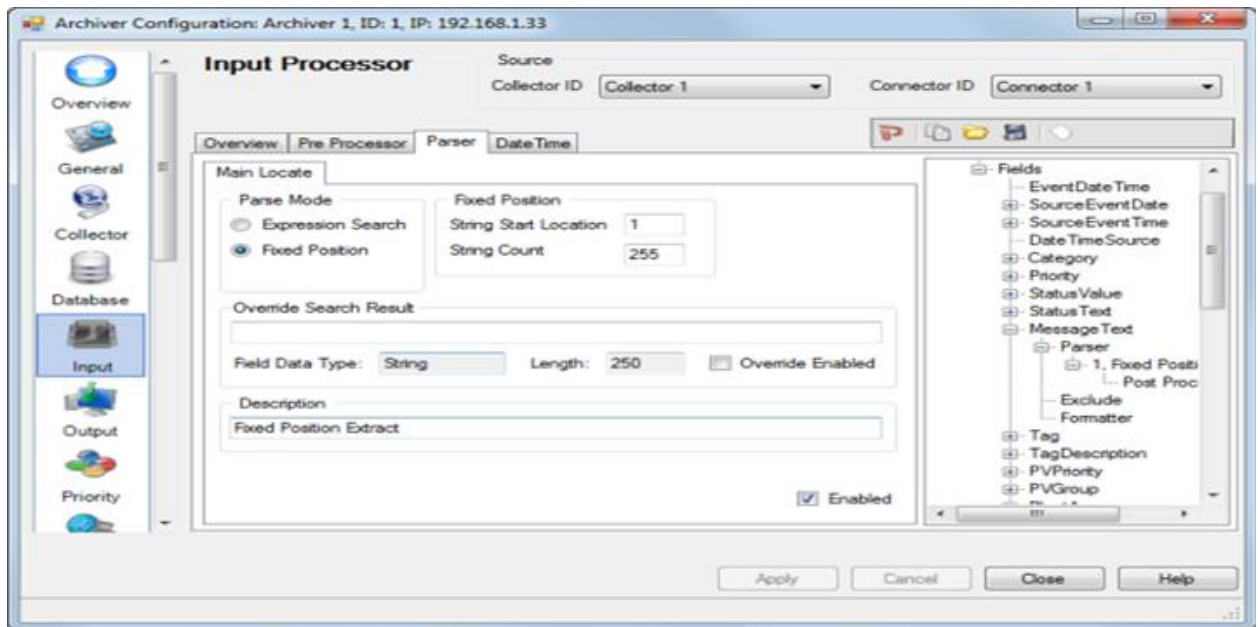 Archiver Configuration: Archiver 1, ID: 1, IP: 192.168.1.33
Overview
General
Collector
Database
Input
Output
Priority
Input Processor
Source
Collector ID Collector 1
Connector ID Connector 1
Overview Pre Processor Parser DateTime
Main Locate
Parse Mode
Expression Search
Fixed Position
Fixed Position
String Start Location 1
String Count 255
Override Search Result
Field Data Type: String Length: 250 Override Enabled
Description
Fixed Position Extract
Enabled
Fields
EventDateTime
SourceEventDate
SourceEventTime
DateTimeSource
Category
Priority
StatusValue
StatusText
MessageText
Parser
1, Fixed Positi
Post Proc
Exclude
Formatter
Tag
TagDescription
PVPriority
PVGroup
Apply Cancel Close Help